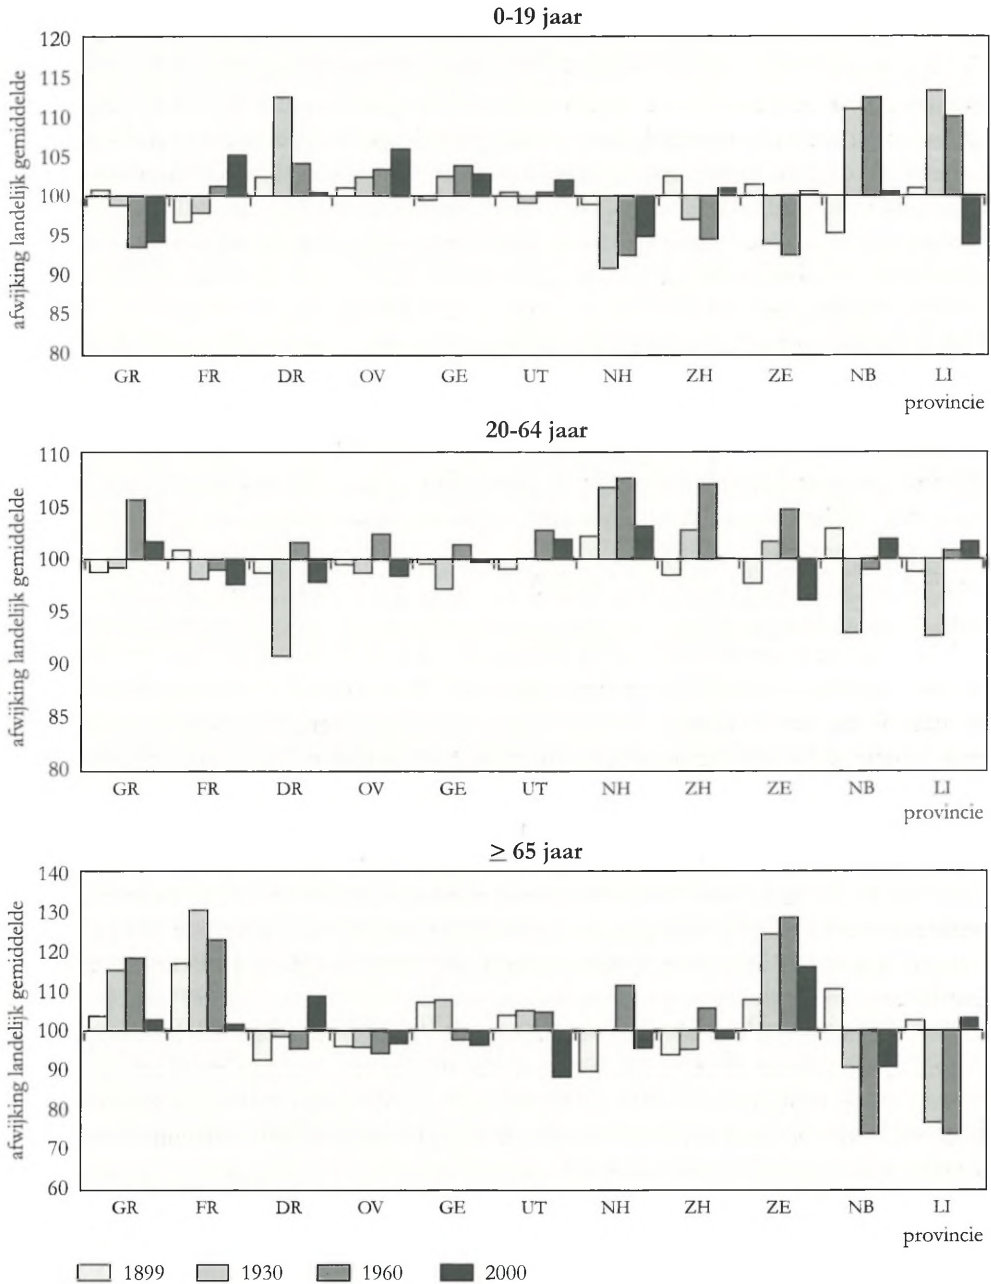 0-19 jaar
afwijking landelijk gemiddelde
120
115
110
105
100
95
90
85
80
GR FR DR OV GE UT NH ZH ZE NB LI
provincie
20-64 jaar
afwijking landelijk gemiddelde
110
105
100
95
90
85
80
GR FR DR OV GE UT NH ZH ZE NB LI
provincie
≥ 65 jaar
afwijking landelijk gemiddelde
140
130
120
110
100
90
80
70
60
GR FR DR OV GE UT NH ZH ZE NB LI
provincie
1899 1930 1960 2000